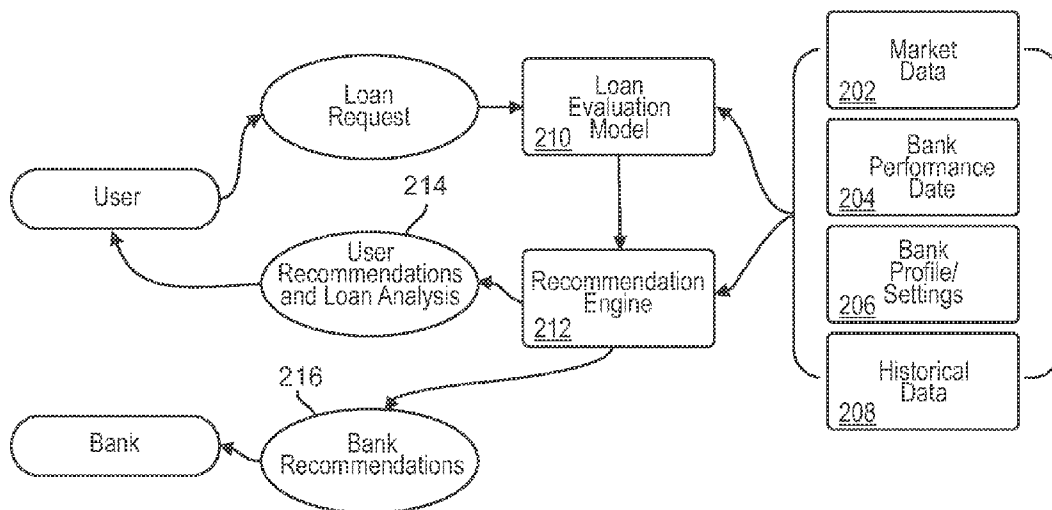 Loan
Request
Loan
Evaluation
Model
210
Market
Data
202
Bank
Performance
Date
204
User
214
User
Recommendations
and Loan Analysis
Recommendation
Engine
212
Bank
Profile/
Settings
206
216
Historical
Data
208
Bank
Bank
Recommendations